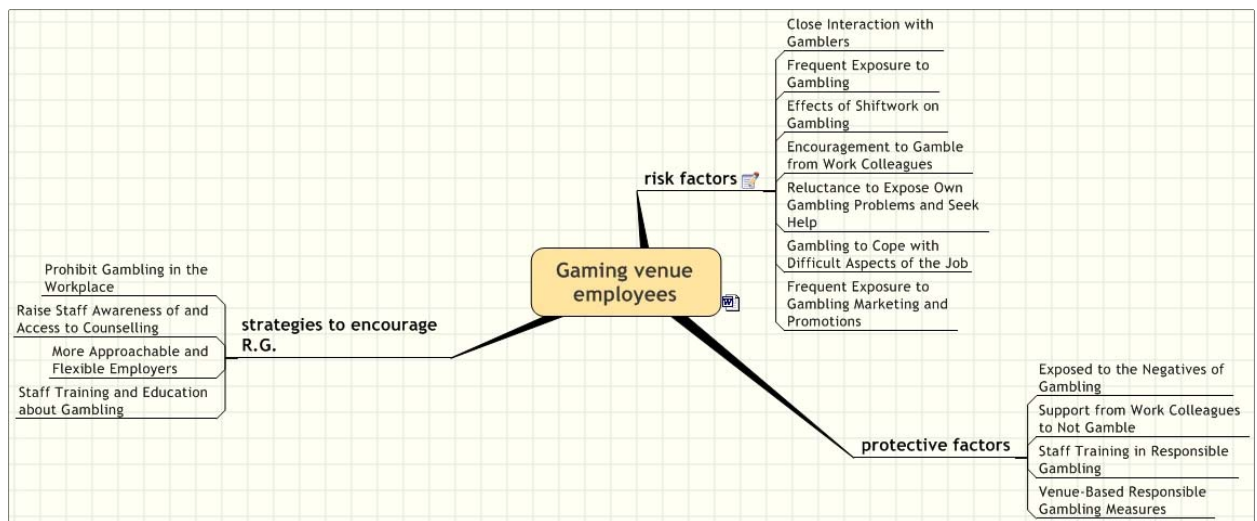 Close Interaction with
Gamblers
Frequent Exposure to
Gambling
Effects of Shiftwork on
Gambling
Encouragement to Gamble
from Work Colleagues
risk factors
Reluctance to Expose Own
Gambling Problems and Seek
Help
Gambling to Cope with
Difficult Aspects of the Job
Frequent Exposure to
Gambling Marketing and
Promotions
Gaming venue
employees
Prohibit Gambling in the
Workplace
Raise Staff Awareness of and
Access to Counselling
More Approachable and
Flexible Employers
Staff Training and Education
about Gambling
strategies to encourage
R.G.
protective factors
Exposed to the Negatives of
Gambling
Support from Work Colleagues
to Not Gamble
Staff Training in Responsible
Gambling
Venue-Based Responsible
Gambling Measures
W